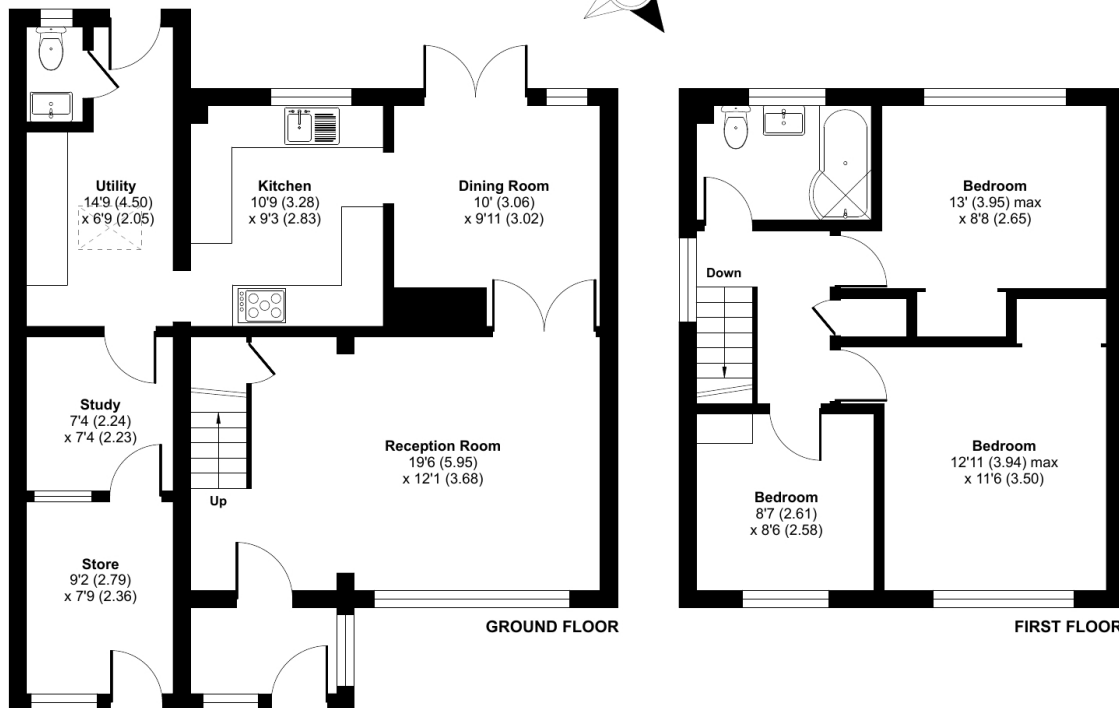 Utility
14'9 (4.50)
x 6'9 (2.05)
Kitchen
10'9 (3.28)
x 9'3 (2.83)
Dining Room
10' (3.06)
x 9'11 (3.02)
Study
7'4 (2.24)
x 7'4 (2.23)
Reception Room
19'6 (5.95)
x 12'1 (3.68)
Up
Store
9'2 (2.79)
x 7'9 (2.36)
GROUND FLOOR
Bedroom
13' (3.95) max
x 8'8 (2.65)
Down
Bedroom
12'11 (3.94) max
x 11'6 (3.50)
Bedroom
8'7 (2.61)
x 8'6 (2.58)
FIRST FLOOR